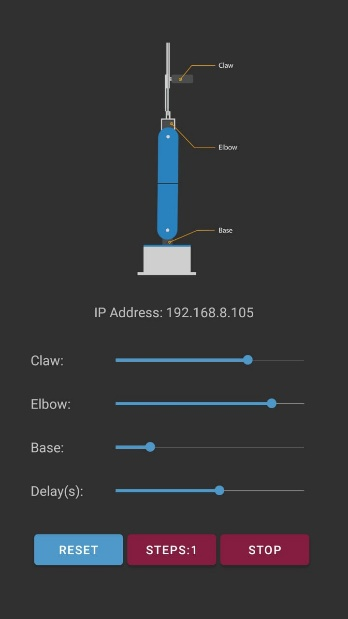 Claw
Elbow
Base
IP Address: 192.168.8.105
Claw:
Elbow:
Base:
Delay(s):
RESET STEPS:1 STOP